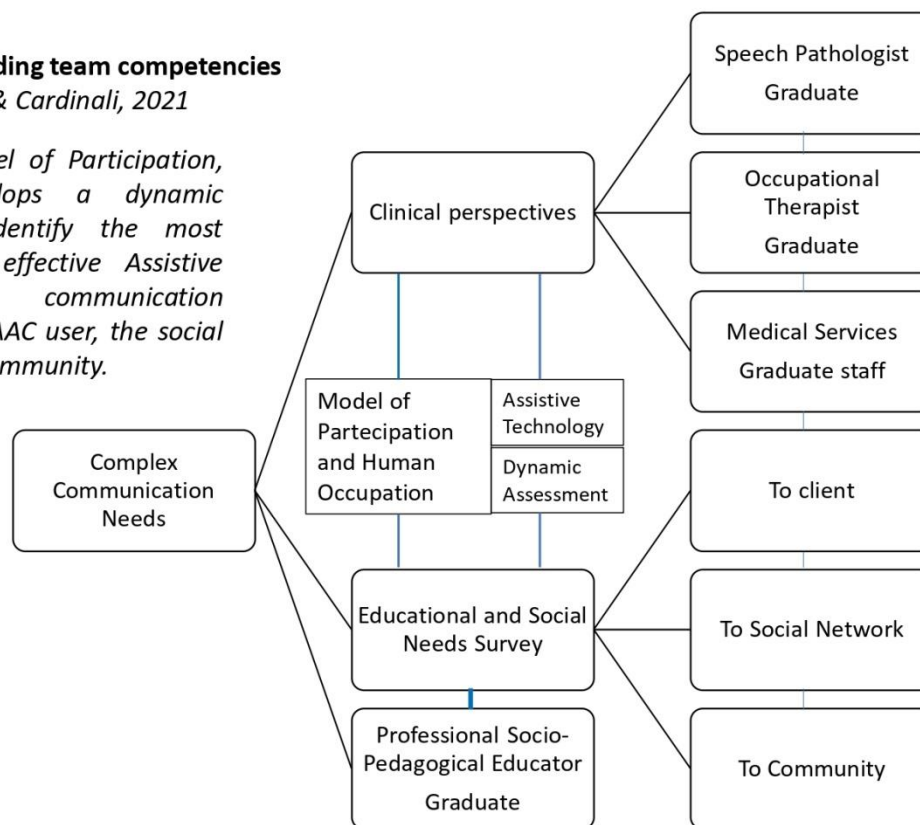 ding team competencies
& Cardinali, 2021
el of Participation,
lops a dynamic
dentify the most
effective Assistive
communication
AAC user, the social
ommunity.
Complex
Communication
Needs
Clinical perspectives
Model of
Partecipation
and Human
Occupation
Assistive
Technology
Dynamic
Assessment
Educational and Social
Needs Survey
Professional Socio-
Pedagogical Educator
Graduate
Speech Pathologist
Graduate
Occupational
Therapist
Graduate
Medical Services
Graduate staff
To client
To Social Network
To Community